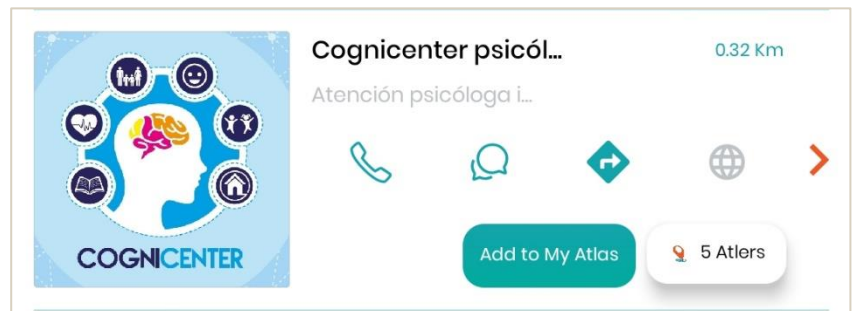 Cognicenter psicól...
0.32 Km
Atención psicóloga i...
COGNICENTER
Add to My Atlas
5 Atlers